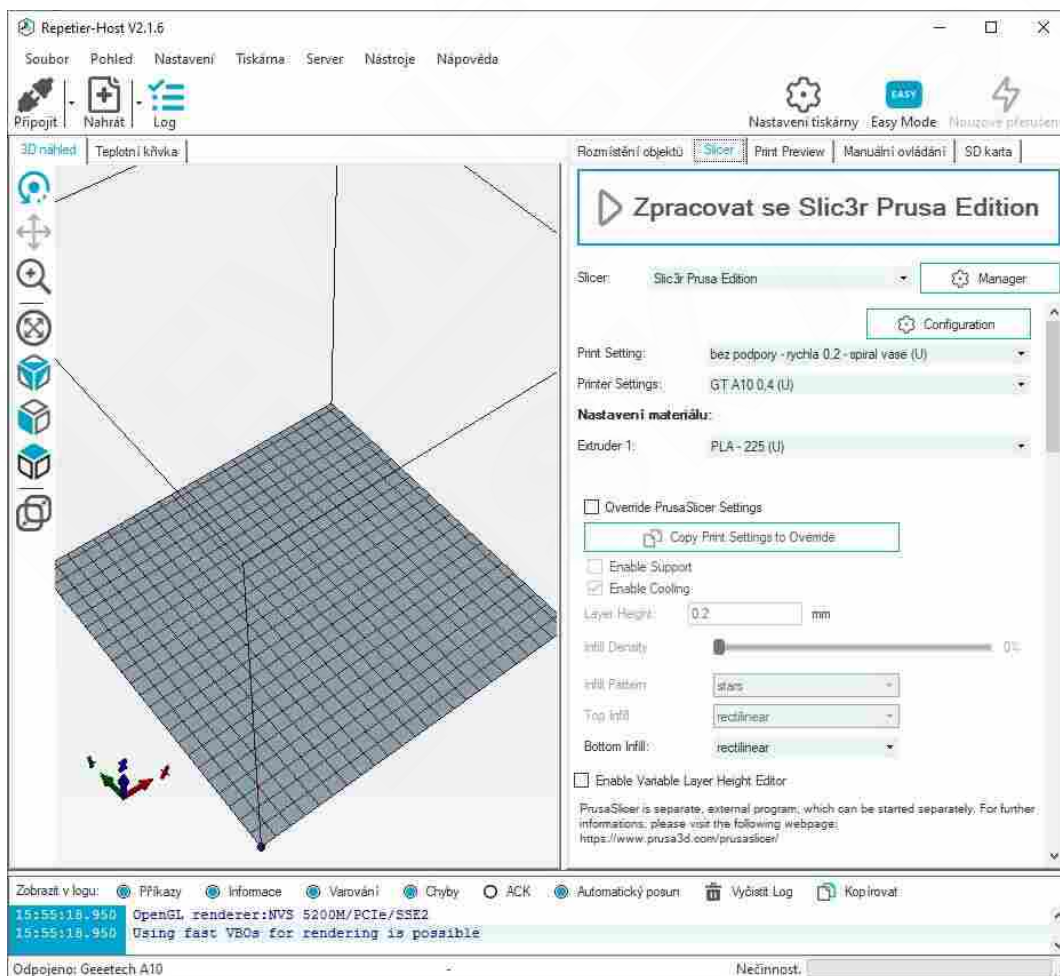 Repetier-Host V2.1.6
Soubor Pohled Nastavení Tiskárna Server Nástroje Nápověda
Připojit Nahrát Log Nastavení tiskárny EASY Easy Mode Nouzové přerušení
3D náhled Teplotní křivka
Rozmístění objektů Slicer Print Preview Manuální ovládání SD karta
Zpracovat se Slic3r Prusa Edition
Slicer: Slic3r Prusa Edition Manager
Configuration
Print Setting: bez podpory - rychla 0.2 - spiral vase (U)
Printer Settings: GT A10 0,4 (U)
Nastavení materiálu:
Extruder 1: PLA - 225 (U)
Override PrusaSlicer Settings
Copy Print Settings to Override
Enable Support
Enable Cooling
Layer Height: 0.2 mm
Infill Density 0%
Infill Pattern stars
Top Infill rectilinear
Bottom Infill: rectilinear
Enable Variable Layer Height Editor
PrusaSlicer is separate, external program, which can be started separately. For further
informations, please visit the following webpage:
https://www.prusa3d.com/prusaslicer/
Zobrazit v logu: Příkazy Informace Varování Chyby ACK Automatický posun Vyčistit Log Kopírovat
15:55:18.950 OpenGL renderer:NVS 5200M/PCIe/SSE2
15:55:18.950 Using fast VBOs for rendering is possible
Odpojeno: Geeetech A10 - Nečinnost.